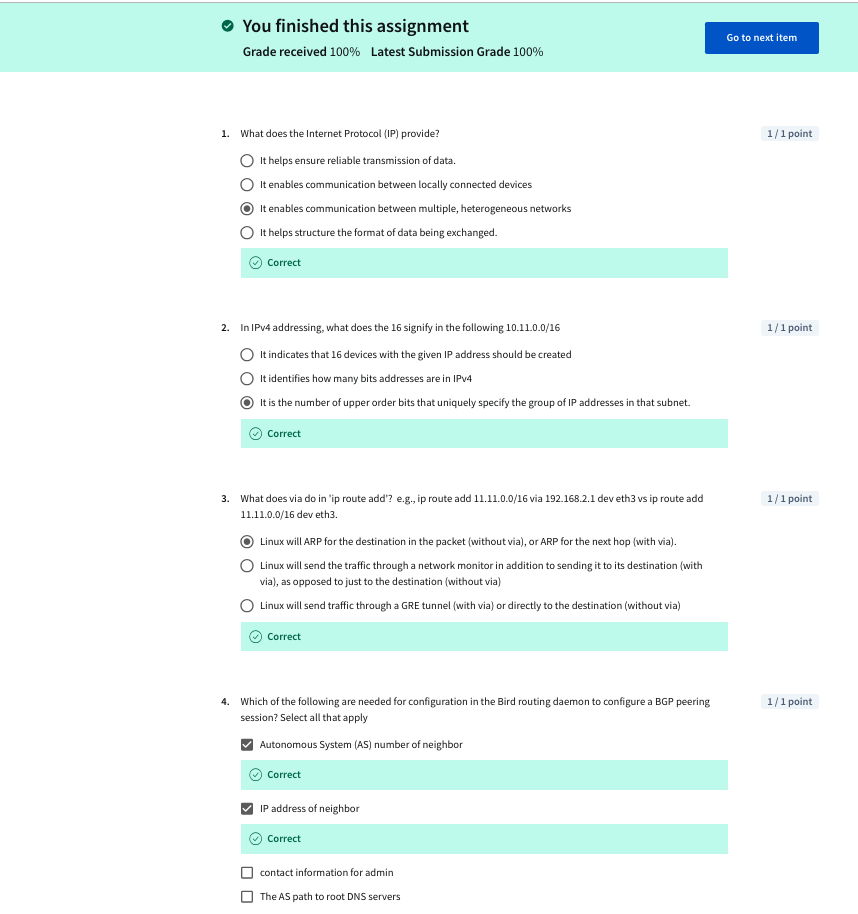 You finished this assignment
Grade received 100% Latest Submission Grade 100%
Go to next item
1. What does the Internet Protocol (IP) provide?
1 / 1 point
It helps ensure reliable transmission of data.
It enables communication between locally connected devices
It enables communication between multiple, heterogeneous networks
It helps structure the format of data being exchanged.
Correct
2. In IPv4 addressing, what does the 16 signify in the following 10.11.0.0/16
1 / 1 point
It indicates that 16 devices with the given IP address should be created
It identifies how many bits addresses are in IPv4
It is the number of upper order bits that uniquely specify the group of IP addresses in that subnet.
Correct
3. What does via do in 'ip route add'? e.g., ip route add 11.11.0.0/16 via 192.168.2.1 dev eth3 vs ip route add
11.11.0.0/16 dev eth3.
1 / 1 point
Linux will ARP for the destination in the packet (without via), or ARP for the next hop (with via).
Linux will send the traffic through a network monitor in addition to sending it to its destination (with
via), as opposed to just to the destination (without via)
Linux will send traffic through a GRE tunnel (with via) or directly to the destination (without via)
Correct
4. Which of the following are needed for configuration in the Bird routing daemon to configure a BGP peering
session? Select all that apply
1 / 1 point
Autonomous System (AS) number of neighbor
Correct
IP address of neighbor
Correct
contact information for admin
The AS path to root DNS servers